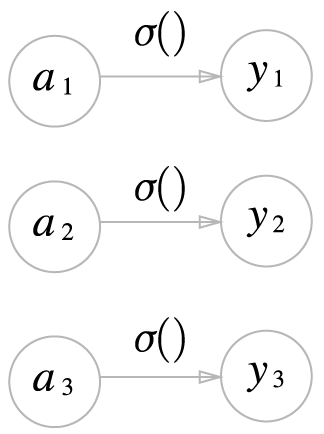 σ()
a₁ y₁
σ()
a₂ y₂
σ()
a₃ y₃